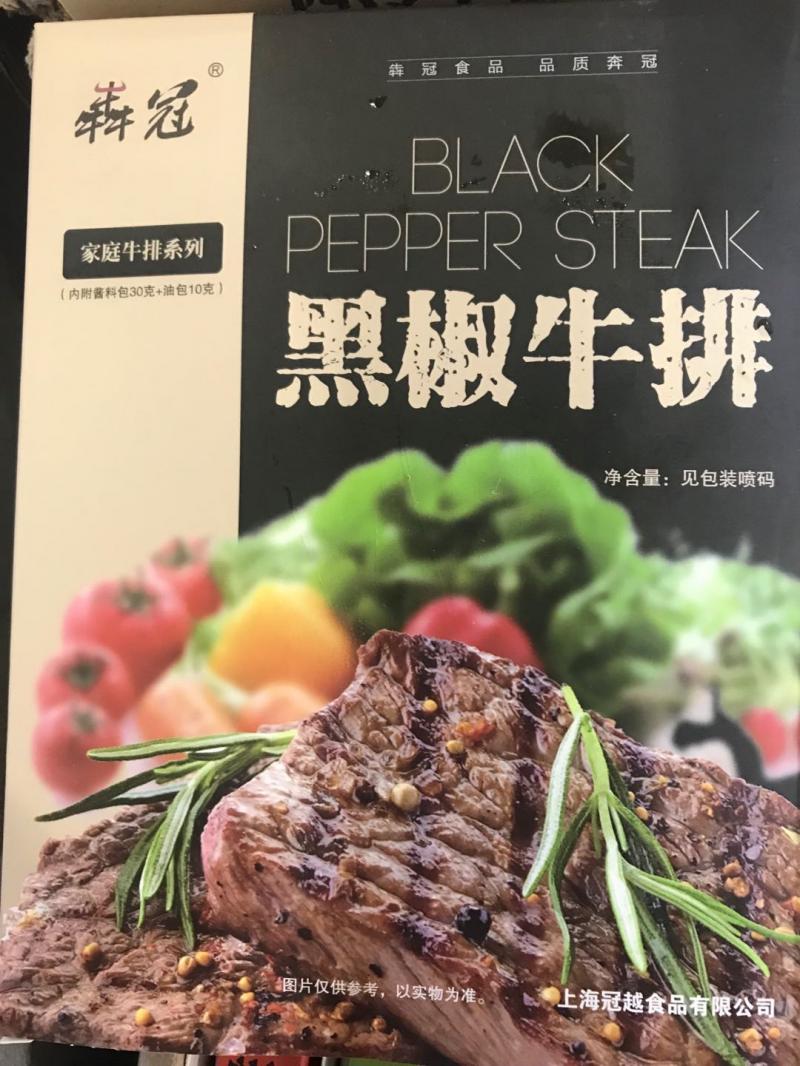 犇冠®
犇冠食品 品质奔冠
BLACK
PEPPER STEAK
黑椒牛排
家庭牛排系列
(内附酱料包30克+油包10克)
净含量：见包装喷码
图片仅供参考，以实物为准。
上海冠越食品有限公司